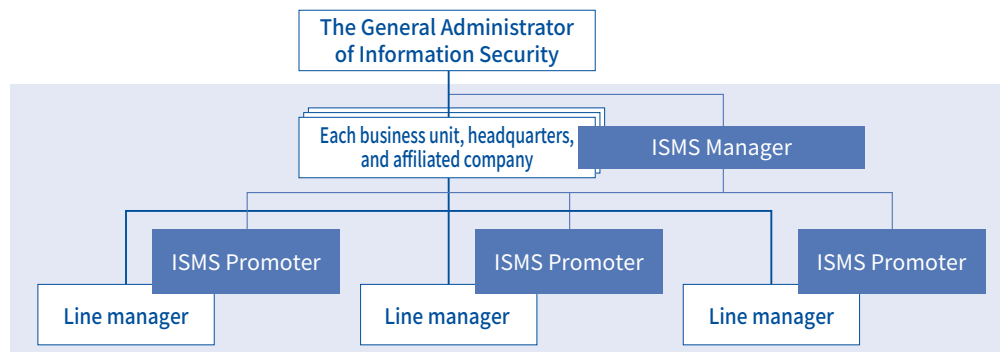 The General Administrator
of Information Security
Each business unit, headquarters,
and affiliated company
ISMS Manager
ISMS Promoter
ISMS Promoter
ISMS Promoter
Line manager
Line manager
Line manager